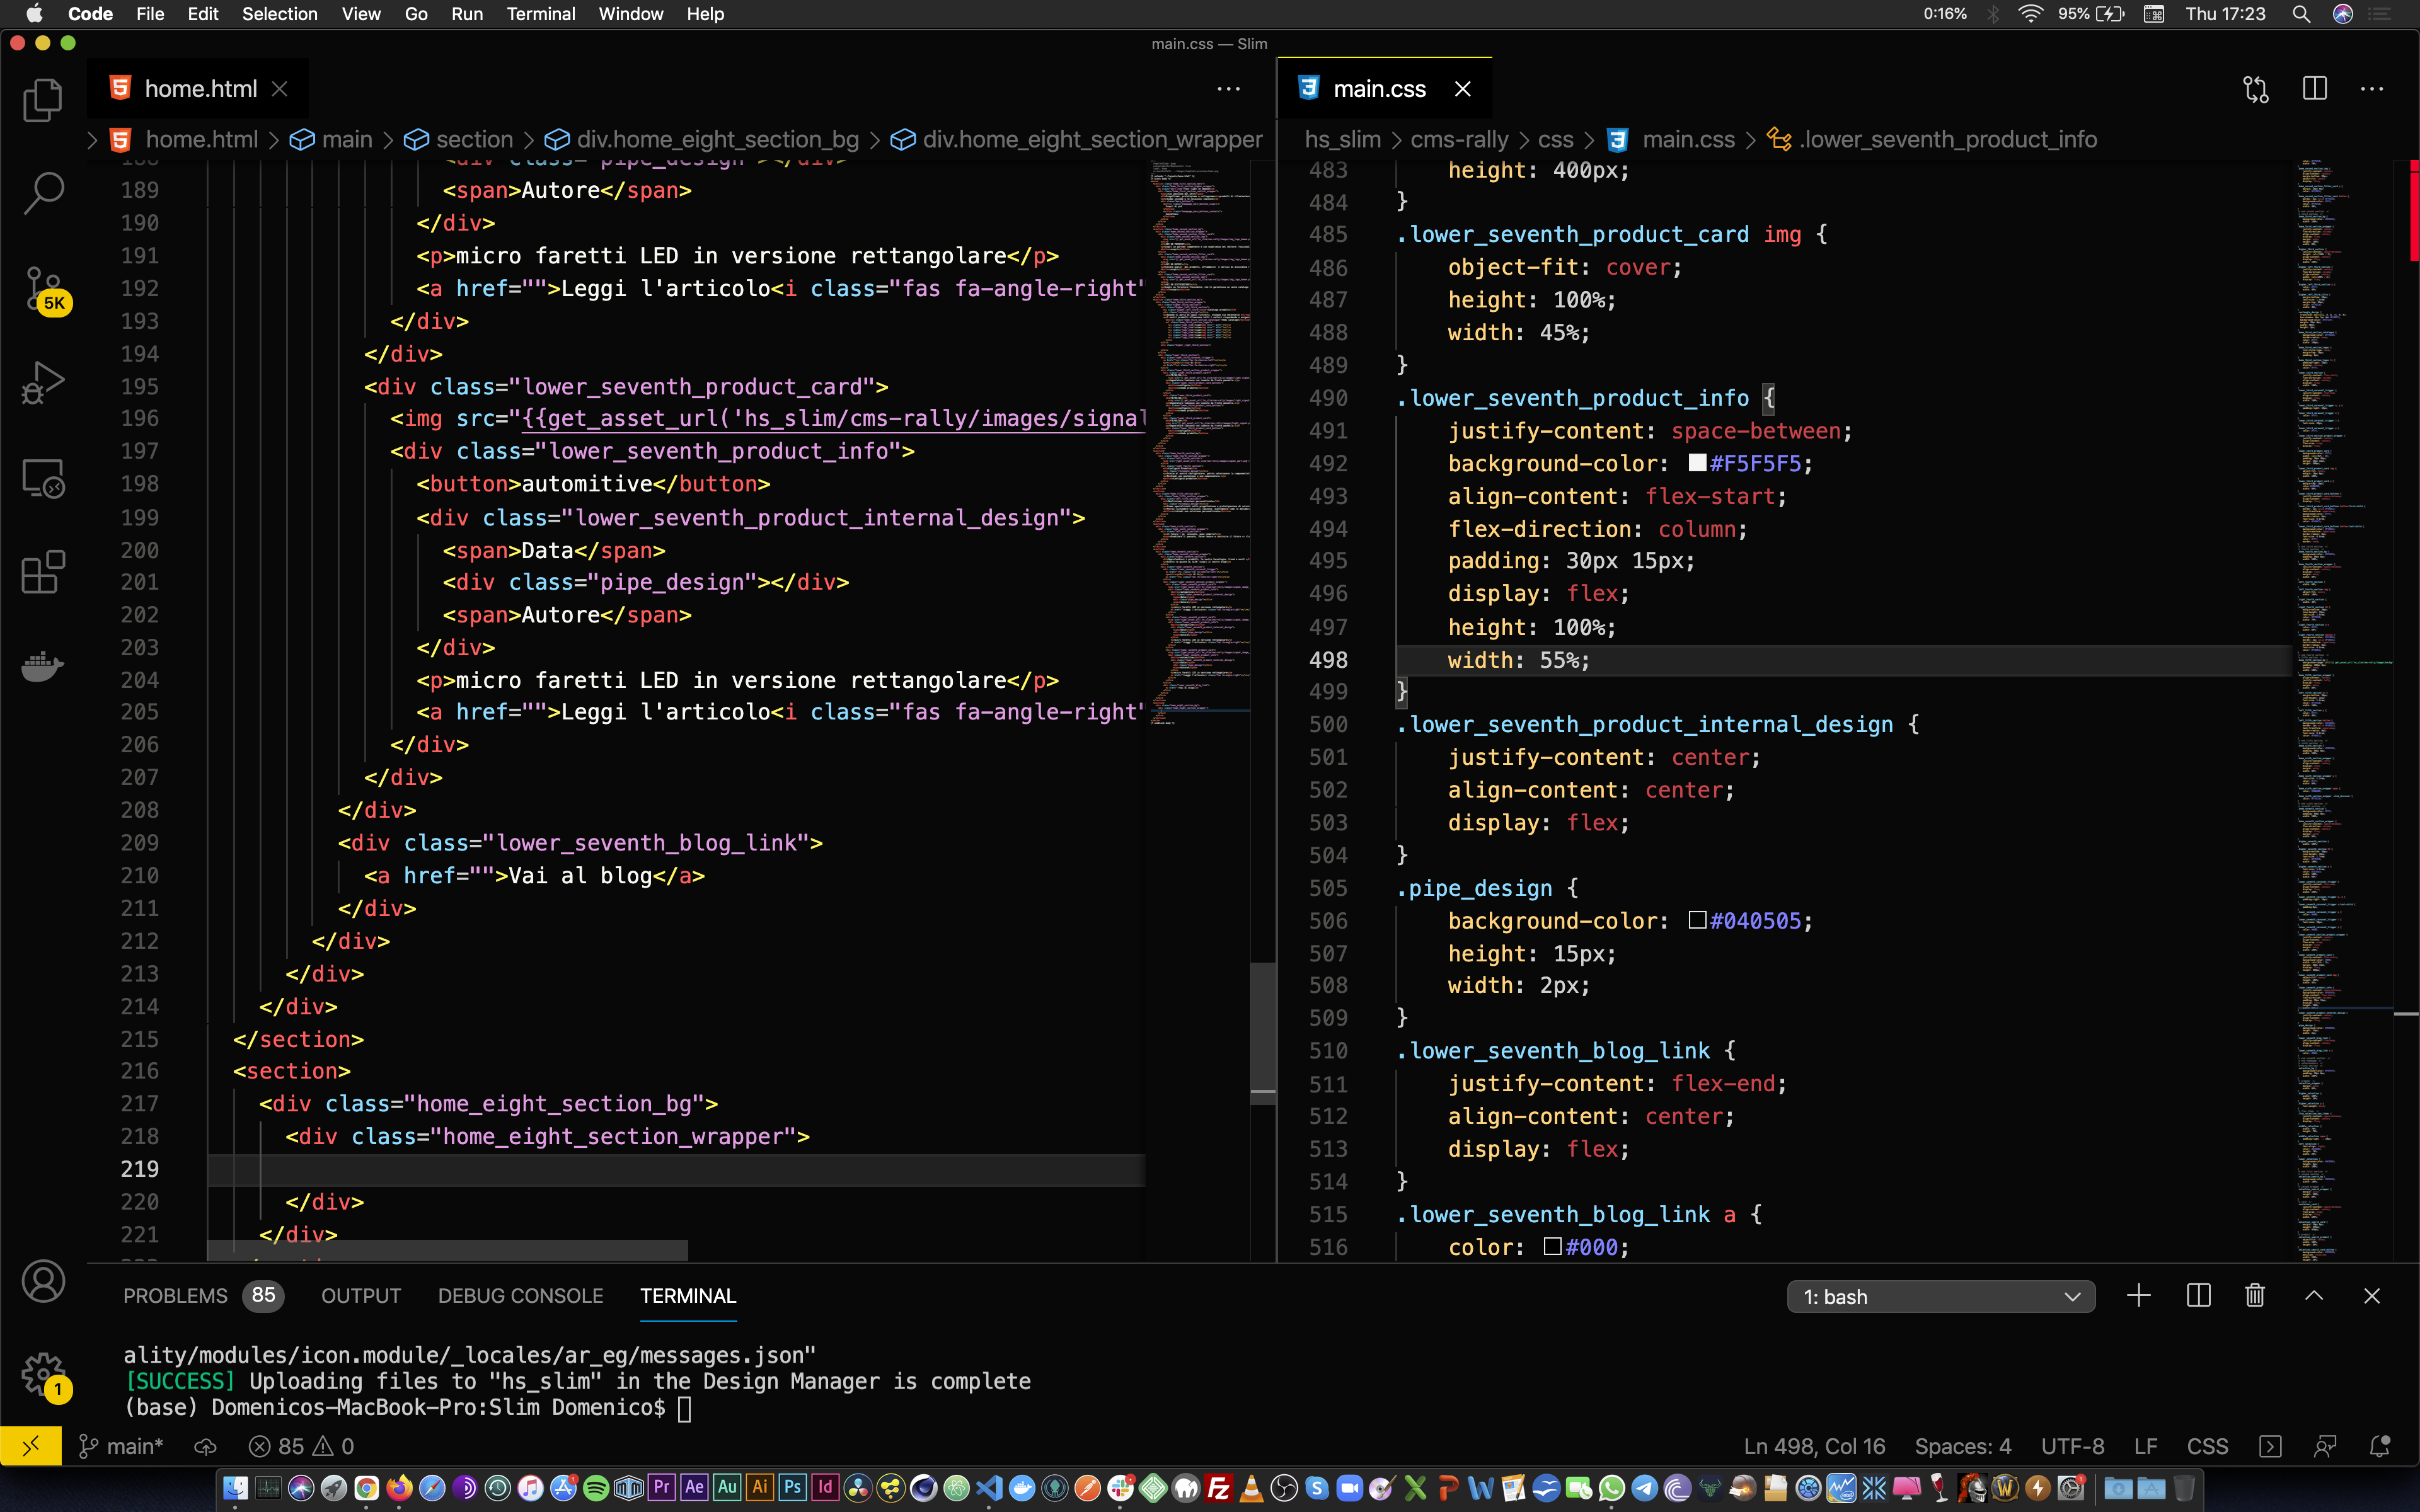 Code File Edit Selection View Go Run Terminal Window Help 0:16% 95% Thu 17:23
main.css — Slim
home.html
home.html main section div.home_eight_section_bg div.home_eight_section_wrapper
188 <div class="pipe_design"></div>
189 <span>Autore</span>
190 </div>
191 <p>micro faretti LED in versione rettangolare</p>
192 <a href="">Leggi l'articolo<i class="fas fa-angle-right"
193 </div>
194 </div>
195 <div class="lower_seventh_product_card">
196 <img src="{{get_asset_url('hs_slim/cms-rally/images/signal
197 <div class="lower_seventh_product_info">
198 <button>automitive</button>
199 <div class="lower_seventh_product_internal_design">
200 <span>Data</span>
201 <div class="pipe_design"></div>
202 <span>Autore</span>
203 </div>
204 <p>micro faretti LED in versione rettangolare</p>
205 <a href="">Leggi l'articolo<i class="fas fa-angle-right"
206 </div>
207 </div>
208 </div>
209 <div class="lower_seventh_blog_link">
210 <a href="">Vai al blog</a>
211 </div>
212 </div>
213 </div>
214 </div>
215 </section>
216 <section>
217 <div class="home_eight_section_bg">
218 <div class="home_eight_section_wrapper">
219
220 </div>
221 </div>
main.css
hs_slim cms-rally css main.css .lower_seventh_product_info
483 height: 400px;
484 }
485 .lower_seventh_product_card img {
486 object-fit: cover;
487 height: 100%;
488 width: 45%;
489 }
490 .lower_seventh_product_info {
491 justify-content: space-between;
492 background-color: #F5F5F5;
493 align-content: flex-start;
494 flex-direction: column;
495 padding: 30px 15px;
496 display: flex;
497 height: 100%;
498 width: 55%;
499 }
500 .lower_seventh_product_internal_design {
501 justify-content: center;
502 align-content: center;
503 display: flex;
504 }
505 .pipe_design {
506 background-color: #040505;
507 height: 15px;
508 width: 2px;
509 }
510 .lower_seventh_blog_link {
511 justify-content: flex-end;
512 align-content: center;
513 display: flex;
514 }
515 .lower_seventh_blog_link a {
516 color: #000;
5K
1
PROBLEMS 85 OUTPUT DEBUG CONSOLE TERMINAL 1: bash
ality/modules/icon.module/_locales/ar_eg/messages.json"
[SUCCESS] Uploading files to "hs_slim" in the Design Manager is complete
(base) Domenicos-MacBook-Pro:Slim Domenico$
main* 85 0 Ln 498, Col 16 Spaces: 4 UTF-8 LF CSS
Pr Ae Au Ai Ps Id